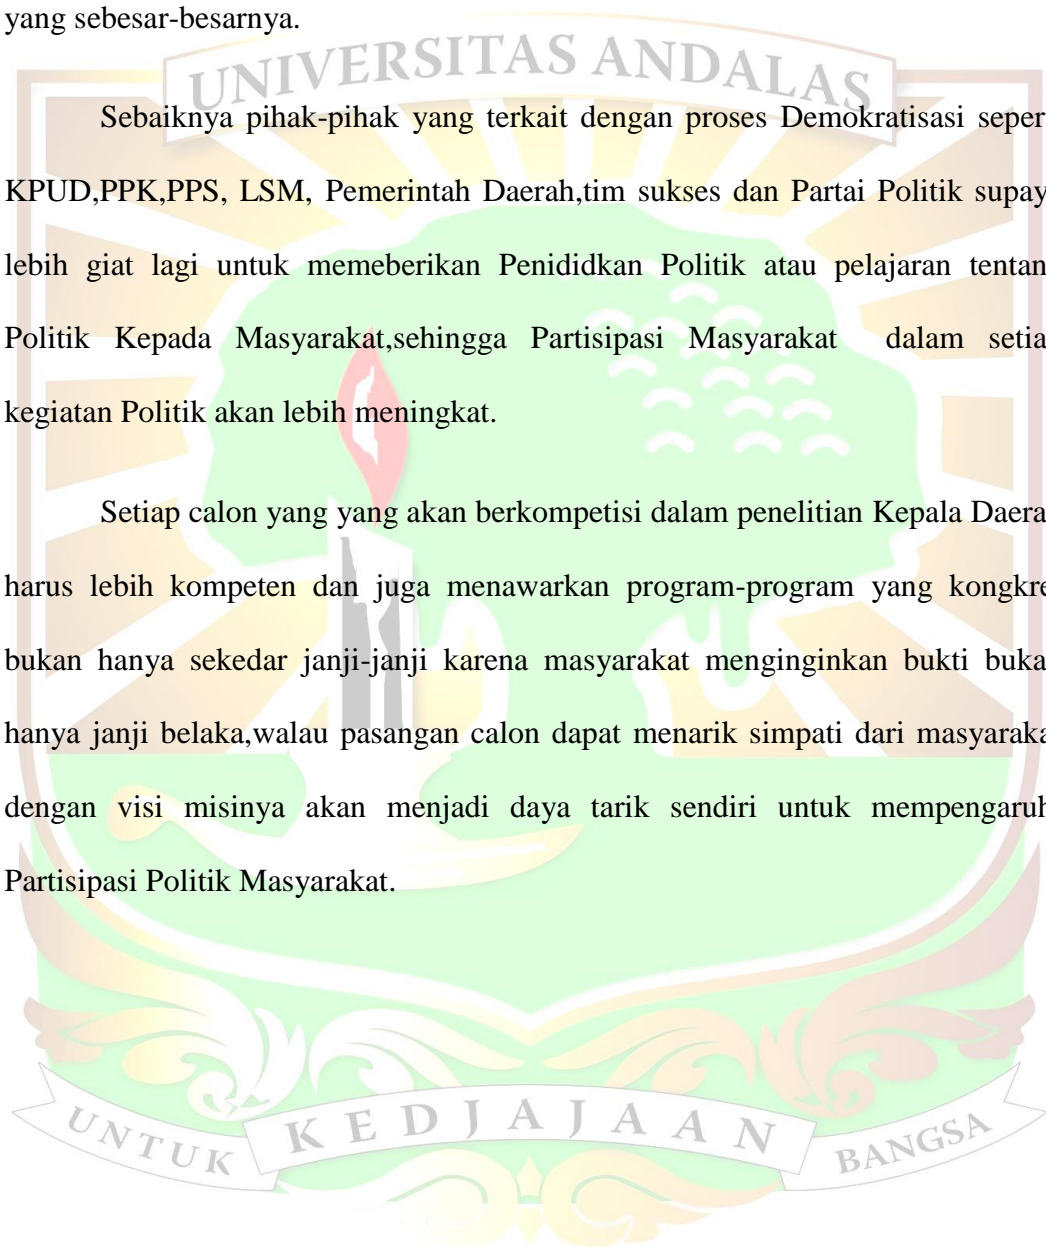 yang sebesar-besarnya.
UNIVERSITAS ANDALAS
Sebaiknya pihak-pihak yang terkait dengan proses Demokratisasi seper
KPUD,PPK,PPS, LSM, Pemerintah Daerah,tim sukses dan Partai Politik supay
lebih giat lagi untuk memeberikan Penididkan Politik atau pelajaran tentan
Politik Kepada Masyarakat,sehingga Partisipasi Masyarakat dalam setia
kegiatan Politik akan lebih meningkat.
Setiap calon yang yang akan berkompetisi dalam penelitian Kepala Daera
harus lebih kompeten dan juga menawarkan program-program yang kongkre
bukan hanya sekedar janji-janji karena masyarakat menginginkan bukti buka
hanya janji belaka,walau pasangan calon dapat menarik simpati dari masyaraka
dengan visi misinya akan menjadi daya tarik sendiri untuk mempengaruh
Partisipasi Politik Masyarakat.
UNTUK KEDJAJAAN BANGSA